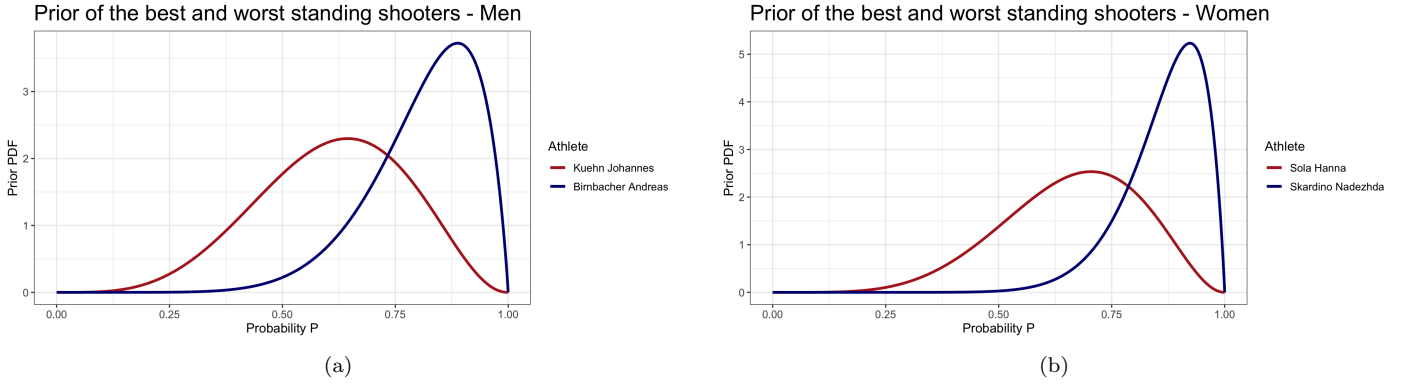 Prior of the best and worst standing shooters - Men
3
2
1
0
Prior PDF
0.00 0.25 0.50 0.75 1.00
Probability P
Athlete
Kuehn Johannes
Birnbacher Andreas
(a)
Prior of the best and worst standing shooters - Women
5
4
3
2
1
0
Prior PDF
0.00 0.25 0.50 0.75 1.00
Probability P
Athlete
Sola Hanna
Skardino Nadezhda
(b)